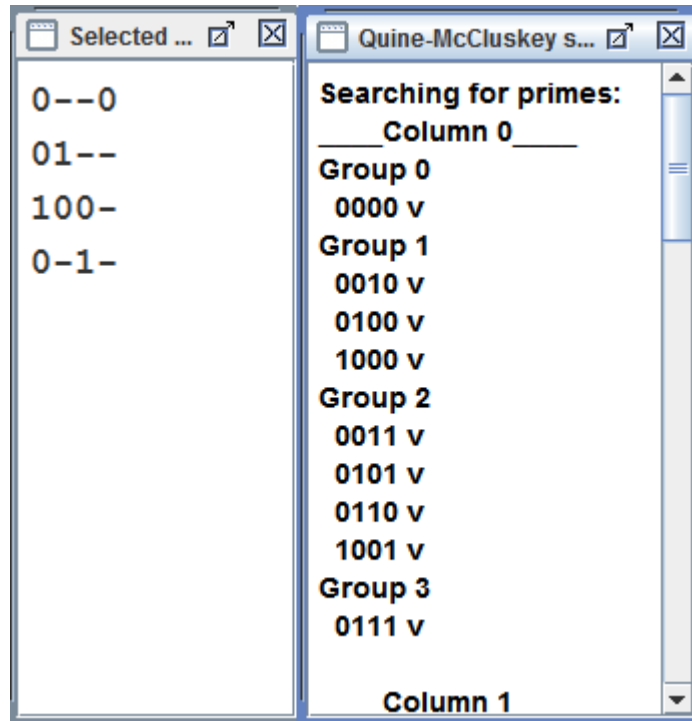 Selected ...
0--0
01--
100-
0-1-
Quine-McCluskey s...
Searching for primes:
____Column 0____
Group 0
0000 v
Group 1
0010 v
0100 v
1000 v
Group 2
0011 v
0101 v
0110 v
1001 v
Group 3
0111 v
Column 1